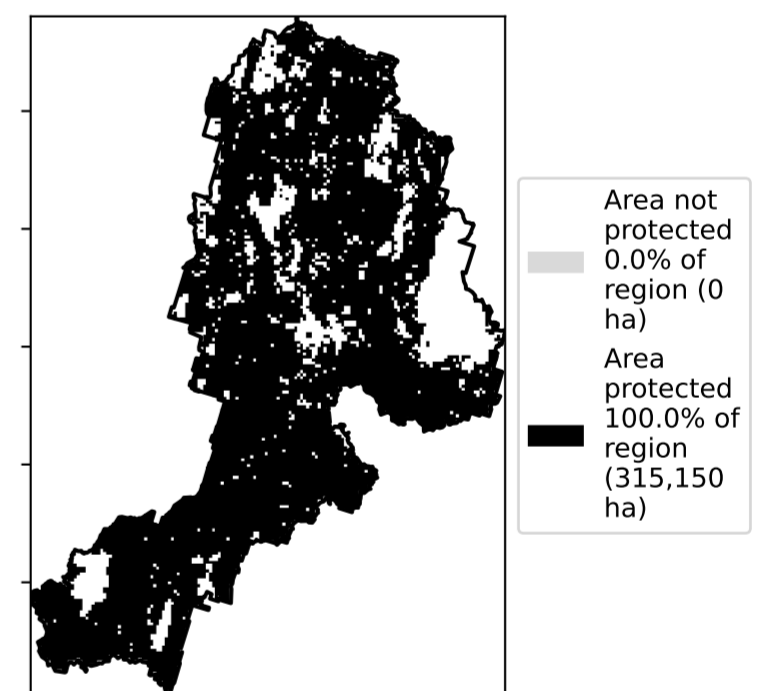 Area not
protected
0.0% of
region (0
ha)
Area
protected
100.0% of
region
(315,150
ha)